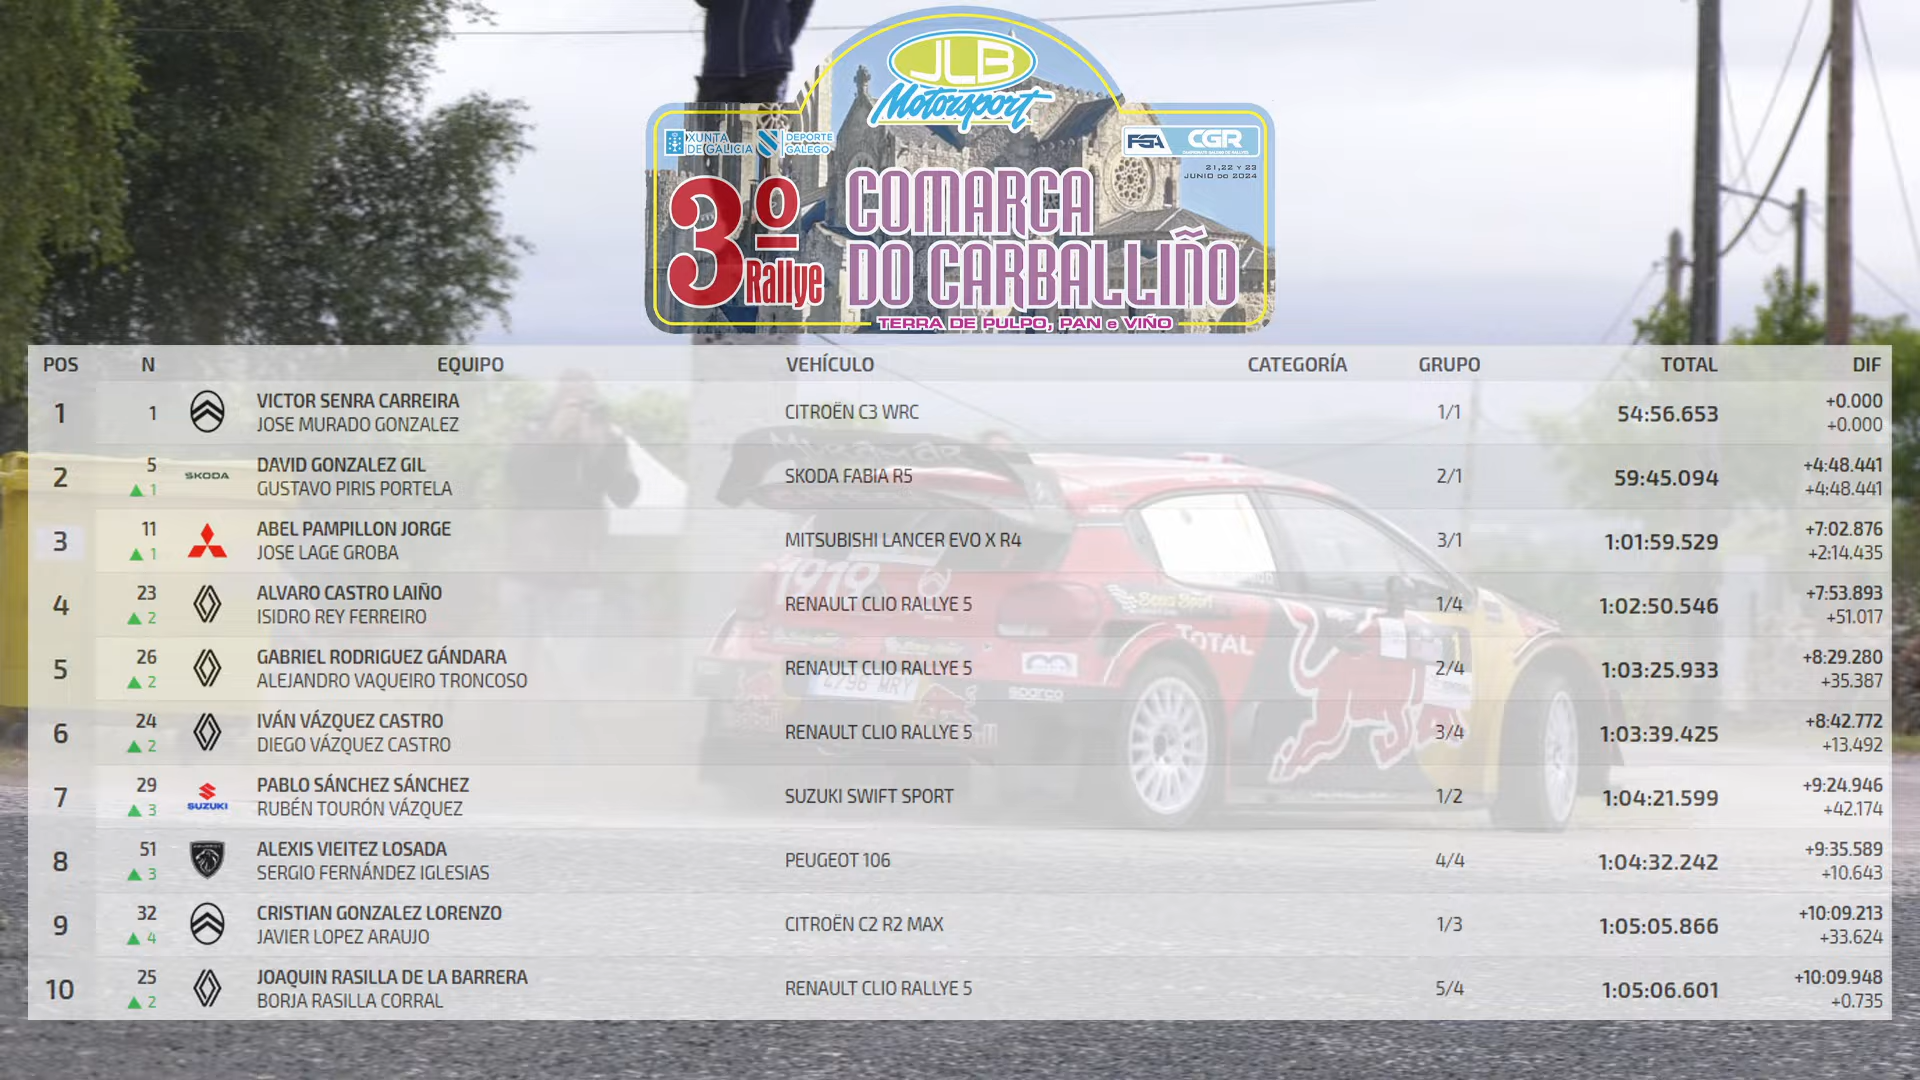 JLB
Motorsport
XUNTA
DE GALICIA
DEPORTE
GALEGO
FGA CGR
21,22 Y 23
JUNIO DE 2024
3º
Rallye
COMARCA
DO CARBALLIÑO
TERRA DE PULPO, PAN e VIÑO
POS N EQUIPO VEHÍCULO CATEGORÍA GRUPO TOTAL DIF
1 1 VICTOR SENRA CARREIRA CITROËN C3 WRC 1/1 54:56.653 +0.000
JOSE MURADO GONZALEZ +0.000
2 5 SKODA DAVID GONZALEZ GIL SKODA FABIA R5 2/1 59:45.094 +4:48.441
▲ 1 GUSTAVO PIRIS PORTELA +4:48.441
3 11 ABEL PAMPILLON JORGE MITSUBISHI LANCER EVO X R4 3/1 1:01:59.529 +7:02.876
▲ 1 JOSE LAGE GROBA +2:14.435
4 23 ALVARO CASTRO LAIÑO RENAULT CLIO RALLYE 5 1/4 1:02:50.546 +7:53.893
▲ 2 ISIDRO REY FERREIRO +51.017
5 26 GABRIEL RODRIGUEZ GÁNDARA RENAULT CLIO RALLYE 5 2/4 1:03:25.933 +8:29.280
▲ 2 ALEJANDRO VAQUEIRO TRONCOSO +35.387
6 24 IVÁN VÁZQUEZ CASTRO RENAULT CLIO RALLYE 5 3/4 1:03:39.425 +8:42.772
▲ 2 DIEGO VÁZQUEZ CASTRO +13.492
7 29 SUZUKI PABLO SÁNCHEZ SÁNCHEZ SUZUKI SWIFT SPORT 1/2 1:04:21.599 +9:24.946
▲ 3 RUBÉN TOURÓN VÁZQUEZ +42.174
8 51 ALEXIS VIEITEZ LOSADA PEUGEOT 106 4/4 1:04:32.242 +9:35.589
▲ 3 SERGIO FERNÁNDEZ IGLESIAS +10.643
9 32 CRISTIAN GONZALEZ LORENZO CITROËN C2 R2 MAX 1/3 1:05:05.866 +10:09.213
▲ 4 JAVIER LOPEZ ARAUJO +33.624
10 25 JOAQUIN RASILLA DE LA BARRERA RENAULT CLIO RALLYE 5 5/4 1:05:06.601 +10:09.948
▲ 2 BORJA RASILLA CORRAL +0.735
1919
TOTAL
sparco
4796 MRY
Red Bull